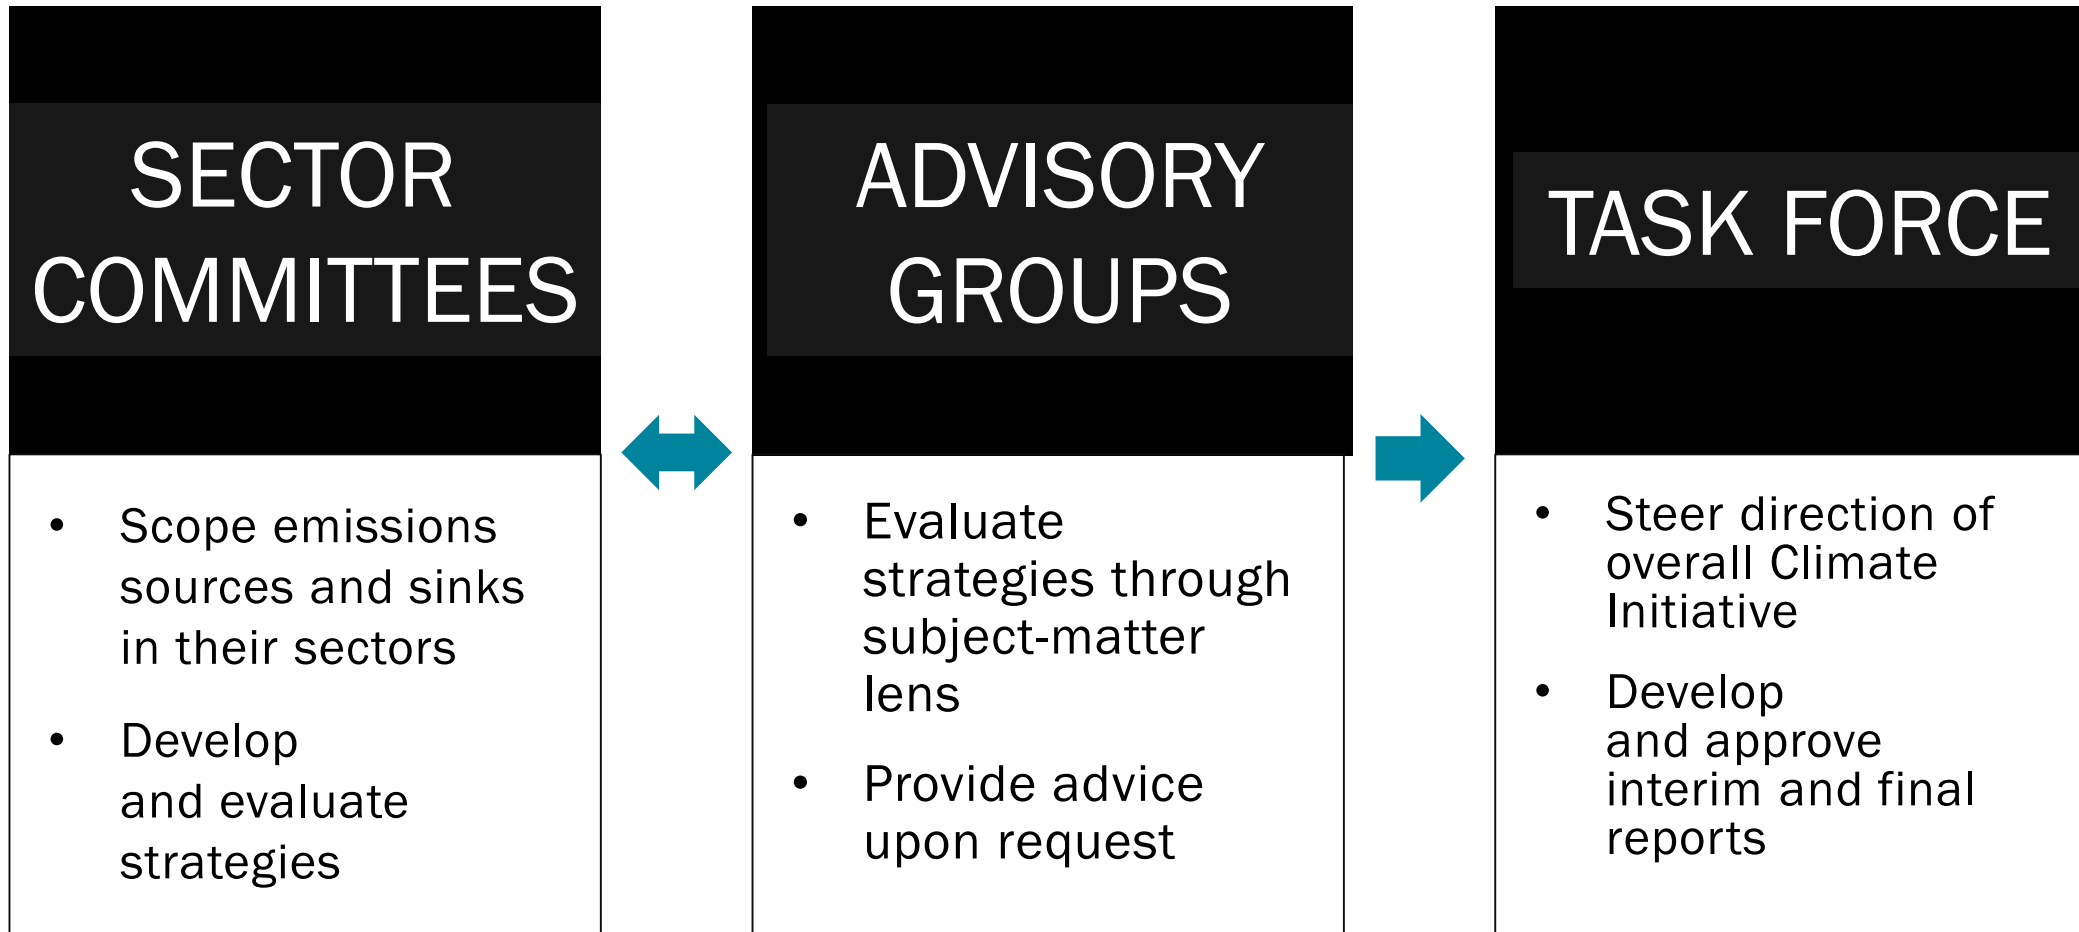 SECTOR
COMMITTEES
• Scope emissions
sources and sinks
in their sectors
• Develop
and evaluate
strategies
ADVISORY
GROUPS
• Evaluate
strategies through
subject-matter
lens
• Provide advice
upon request
TASK FORCE
• Steer direction of
overall Climate
Initiative
• Develop
and approve
interim and final
reports